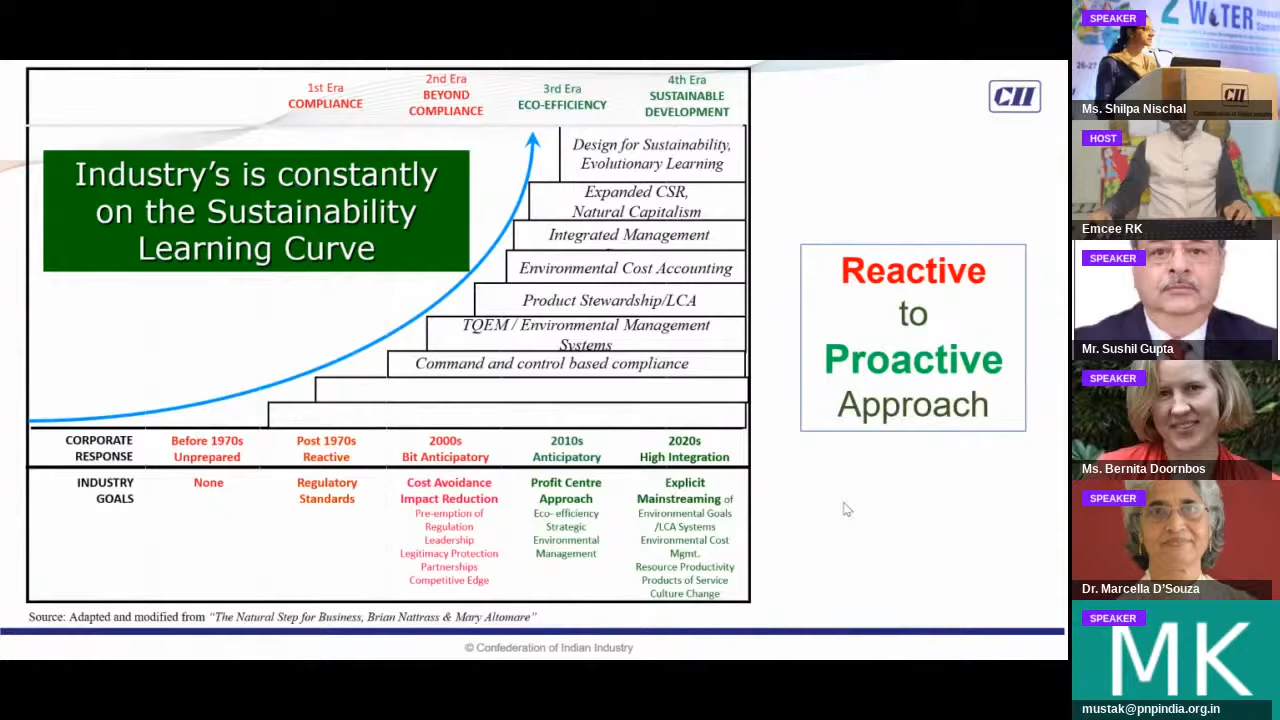 1st Era
COMPLIANCE
2nd Era
BEYOND
COMPLIANCE
3rd Era
ECO-EFFICIENCY
4th Era
SUSTAINABLE
DEVELOPMENT
CII
Industry's is constantly
on the Sustainability
Learning Curve
Design for Sustainability,
Evolutionary Learning
Expanded CSR,
Natural Capitalism
Integrated Management
Environmental Cost Accounting
Product Stewardship/LCA
TQEM / Environmental Management
Systems
Command and control based compliance
Reactive
to
Proactive
Approach
CORPORATE
RESPONSE
Before 1970s
Unprepared
Post 1970s
Reactive
2000s
Bit Anticipatory
2010s
Anticipatory
2020s
High Integration
INDUSTRY
GOALS
None
Regulatory
Standards
Cost Avoidance
Impact Reduction
Pre-emption of
Regulation
Leadership
Legitimacy Protection
Partnerships
Competitive Edge
Profit Centre
Approach
Eco- efficiency
Strategic
Environmental
Management
Explicit
Mainstreaming of
Environmental Goals
/LCA Systems
Environmental Cost
Mgmt.
Resource Productivity
Products of Service
Culture Change
Source: Adapted and modified from "The Natural Step for Business, Brian Nattrass & Mary Altomare"
© Confederation of Indian Industry
SPEAKER
2
WATER
26-27
CII
Ms. Shilpa Nischal
HOST
Emcee RK
SPEAKER
Mr. Sushil Gupta
SPEAKER
Ms. Bernita Doornbos
SPEAKER
Dr. Marcella D'Souza
SPEAKER
MK
mustak@pnpindia.org.in